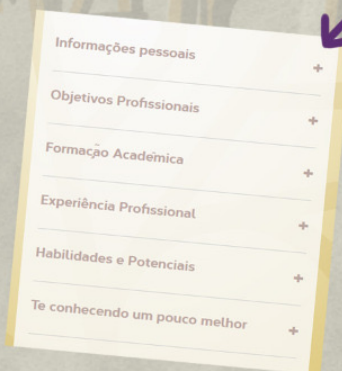 Informações pessoais +
Objetivos Profissionais +
Formação Acadêmica +
Experiência Profissional +
Habilidades e Potenciais +
Te conhecendo um pouco melhor +